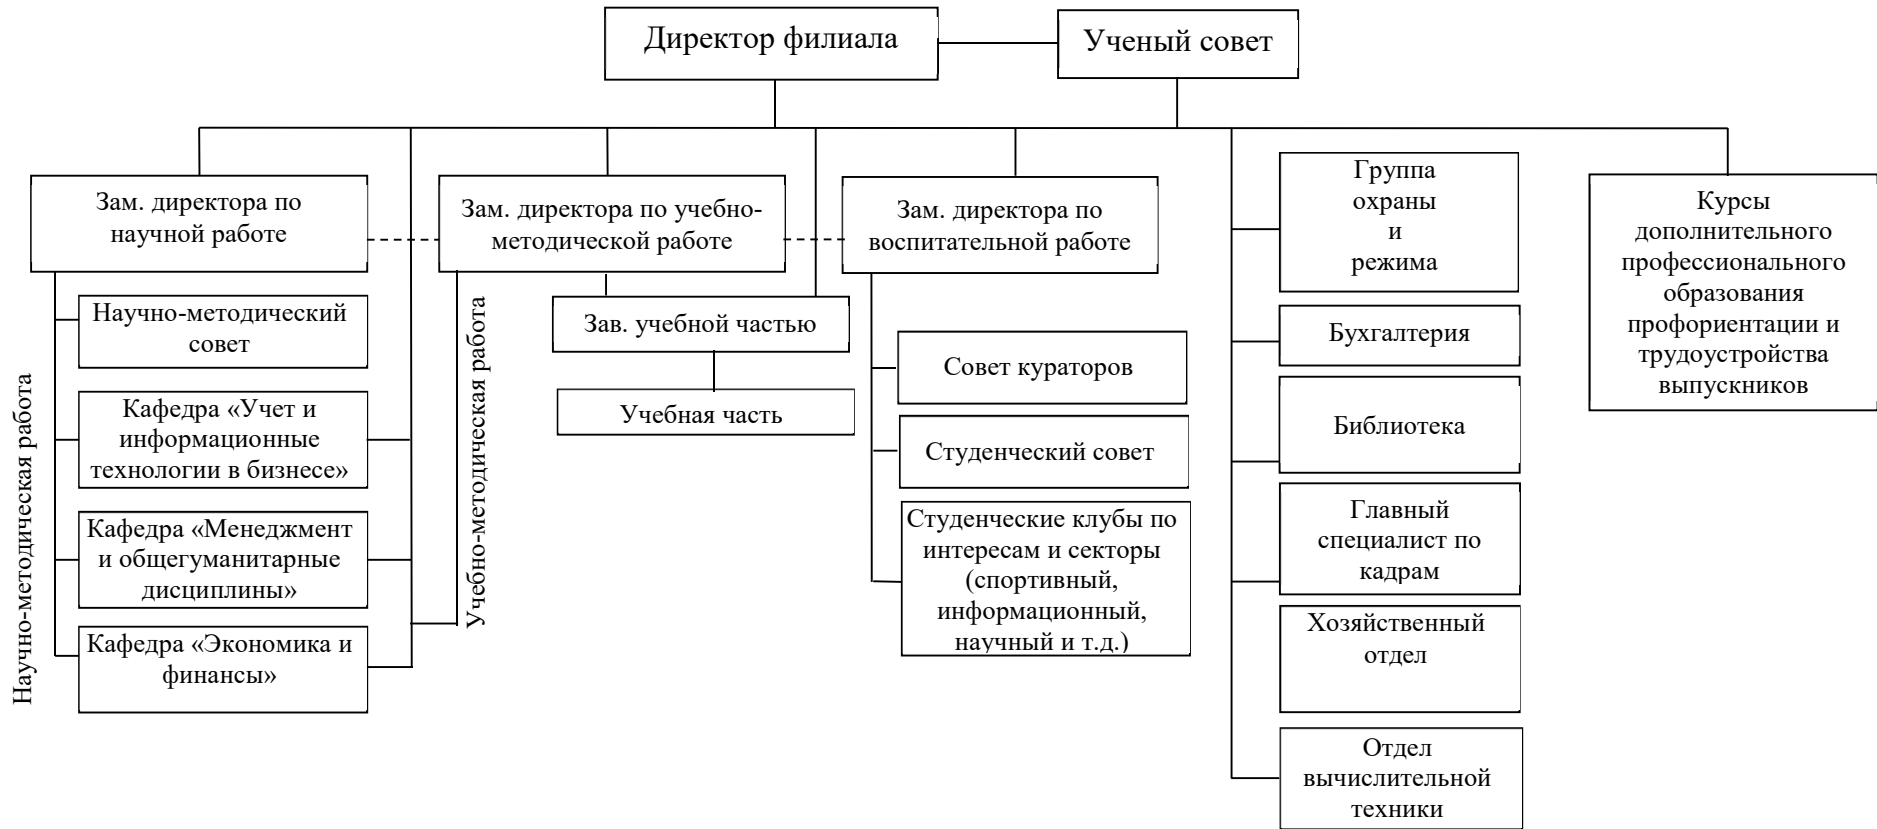 Директор филиала
Ученый совет
Зам. директора по
научной работе
Зам. директора по учебно-
методической работе
Зам. директора по
воспитательной работе
Группа
охраны
и
режима
Курсы
дополнительного
профессионального
образования
профориентации и
трудоустройства
выпускников
Научно-методическая работа
Научно-методический
совет
Кафедра «Учет и
информационные
технологии в бизнесе»
Кафедра «Менеджмент
и общегуманитарные
дисциплины»
Кафедра «Экономика и
финансы»
Учебно-методическая работа
Зав. учебной частью
Учебная часть
Совет кураторов
Студенческий совет
Студенческие клубы по
интересам и секторы
(спортивный,
информационный,
научный и т.д.)
Бухгалтерия
Библиотека
Главный
специалист по
кадрам
Хозяйственный
отдел
Отдел
вычислительной
техники